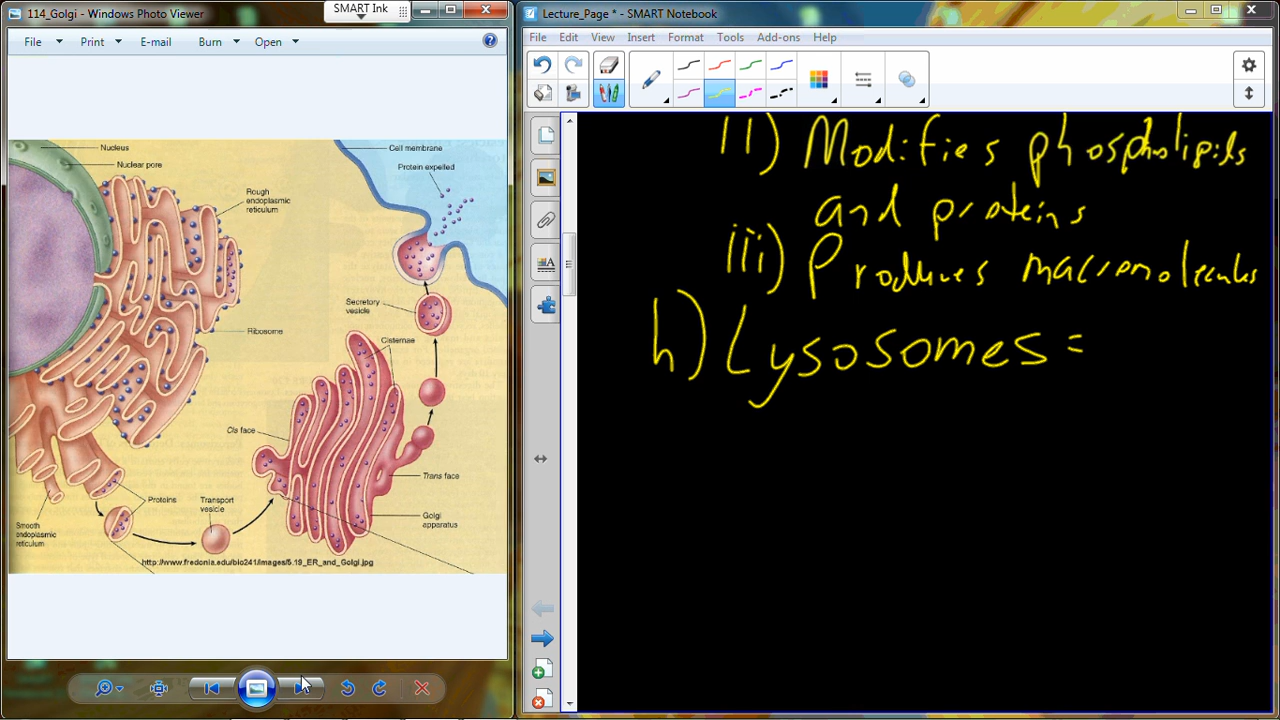 114_Golgi - Windows Photo Viewer
SMART Ink
File Print E-mail Burn Open
Nucleus
Nuclear pore
Rough
endoplasmic
reticulum
Cell membrane
Protein expelled
Secretory
vesicle
Ribosome
Cisternae
Cis face
Trans face
Proteins
Transport
vesicle
Golgi
apparatus
Smooth
endoplasmic
reticulum
http://www.fredonia.edu/bio241/images/5.19_ER_and_Golgi.jpg
Lecture_Page * - SMART Notebook
File Edit View Insert Format Tools Add-ons Help
ii) Modifies phospholipids
and proteins
iii) Produces macromolecules
h) Lysosomes =